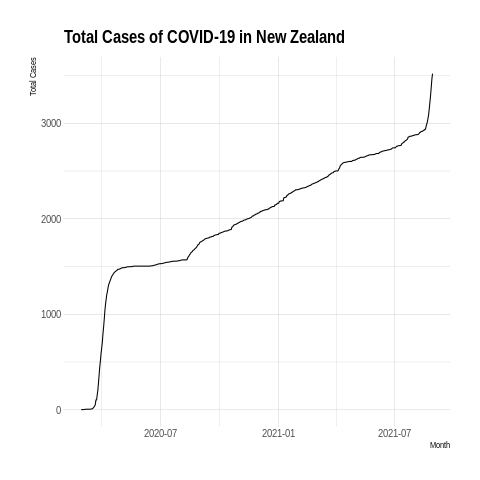 Total Cases of COVID-19 in New Zealand
Total Cases
3000
2000
1000
0
2020-07 2021-01 2021-07
Month